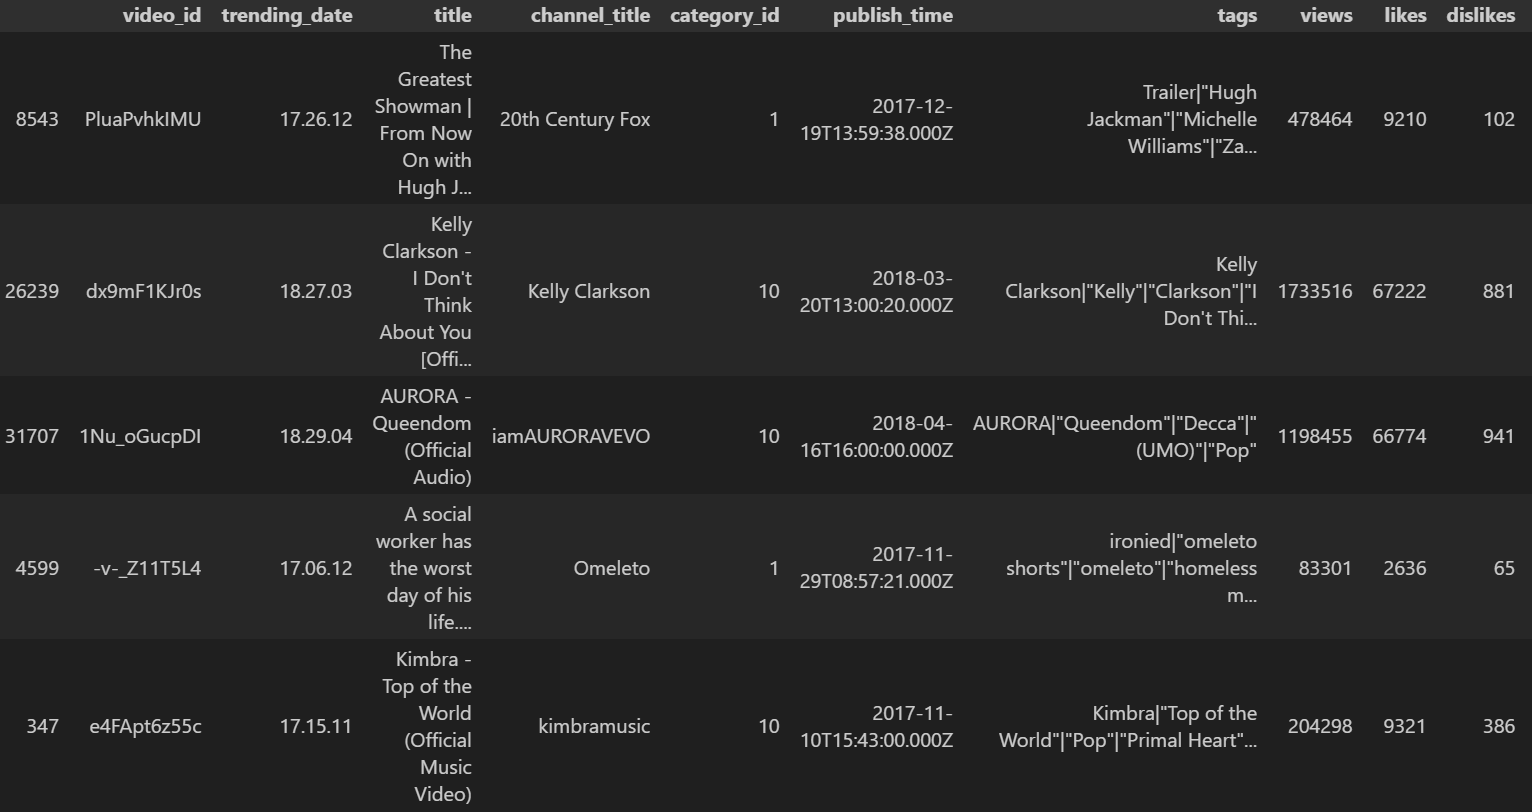 video_id trending_date title channel_title category_id publish_time tags views likes dislikes
The
Greatest
Showman |
From Now
On with
Hugh J...
8543 PluaPvhkIMU 17.26.12 20th Century Fox 1
2017-12-
19T13:59:38.000Z
Trailer|"Hugh
Jackman"|"Michelle
Williams"|"Za...
478464 9210 102
Kelly
Clarkson -
I Don't
Think
About You
[Offi...
26239 dx9mF1KJr0s 18.27.03 Kelly Clarkson 10
2018-03-
20T13:00:20.000Z
Kelly
Clarkson|"Kelly"|"Clarkson"|"I
Don't Thi...
1733516 67222 881
AURORA -
Queendom
(Official
Audio)
31707 1Nu_oGucpDI 18.29.04 iamAURORAVEVO 10
2018-04-
16T16:00:00.000Z
AURORA|"Queendom"|"Decca"|"
(UMO)"|"Pop"
1198455 66774 941
A social
worker has
the worst
day of his
life....
4599 -v-_Z11T5L4 17.06.12 Omeleto 1
2017-11-
29T08:57:21.000Z
ironied|"omeleto
shorts"|"omeleto"|"homeless
m...
83301 2636 65
Kimbra -
Top of the
World
(Official
Music
Video)
347 e4FApt6z55c 17.15.11 kimbramusic 10
2017-11-
10T15:43:00.000Z
Kimbra|"Top of the
World"|"Pop"|"Primal Heart"...
204298 9321 386